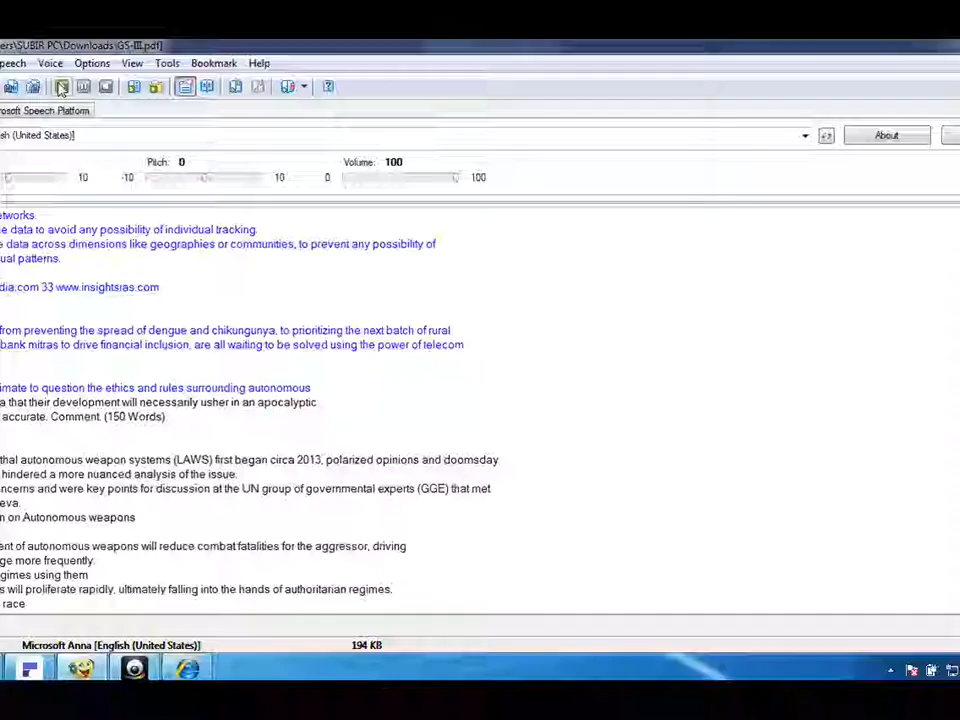 ers\SUBIR PC\Downloads\GS-III.pdf]
peech Voice Options View Tools Bookmark Help
rosoft Speech Platform
sh (United States)] About
Pitch: 0 Volume: 100
10 -10 10 0 100
etworks.
e data to avoid any possibility of individual tracking.
e data across dimensions like geographies or communities, to prevent any possibility of
ual patterns.
dia.com 33 www.insightsias.com
from preventing the spread of dengue and chikungunya, to prioritizing the next batch of rural
bank mitras to drive financial inclusion, are all waiting to be solved using the power of telecom
imate to question the ethics and rules surrounding autonomous
a that their development will necessarily usher in an apocalyptic
accurate. Comment. (150 Words)
thal autonomous weapon systems (LAWS) first began circa 2013, polarized opinions and doomsday
hindered a more nuanced analysis of the issue.
oncerns and were key points for discussion at the UN group of governmental experts (GGE) that met
eva.
n on Autonomous weapons
ent of autonomous weapons will reduce combat fatalities for the aggressor, driving
ge more frequently.
egimes using them
s will proliferate rapidly, ultimately falling into the hands of authoritarian regimes.
race
Microsoft Anna [English (United States)] 194 KB